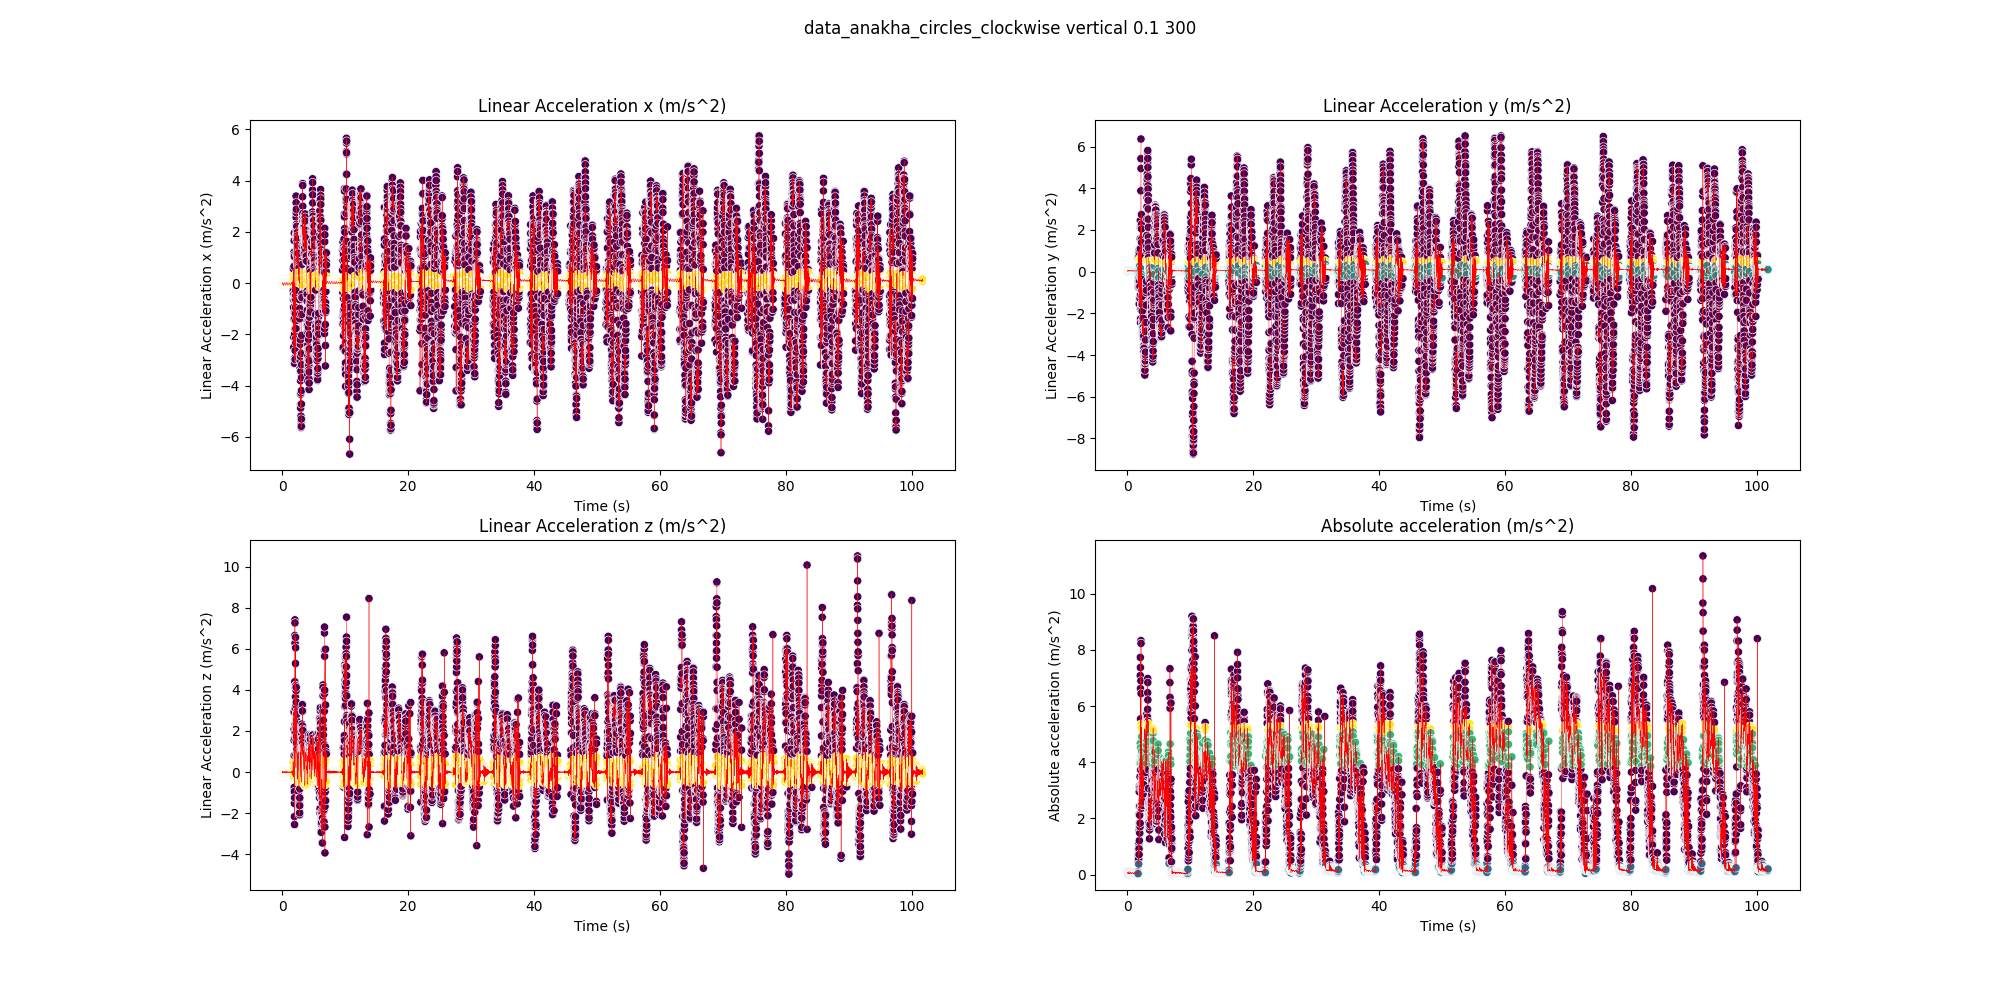 data_anakha_circles_clockwise vertical 0.1 300
Linear Acceleration x (m/s^2)
Linear Acceleration x (m/s^2)
6
4
2
0
−2
−4
−6
0 20 40 60 80 100
Time (s)
Linear Acceleration y (m/s^2)
Linear Acceleration y (m/s^2)
6
4
2
0
−2
−4
−6
−8
0 20 40 60 80 100
Time (s)
Linear Acceleration z (m/s^2)
Linear Acceleration z (m/s^2)
10
8
6
4
2
0
−2
−4
0 20 40 60 80 100
Time (s)
Absolute acceleration (m/s^2)
Absolute acceleration (m/s^2)
10
8
6
4
2
0
0 20 40 60 80 100
Time (s)